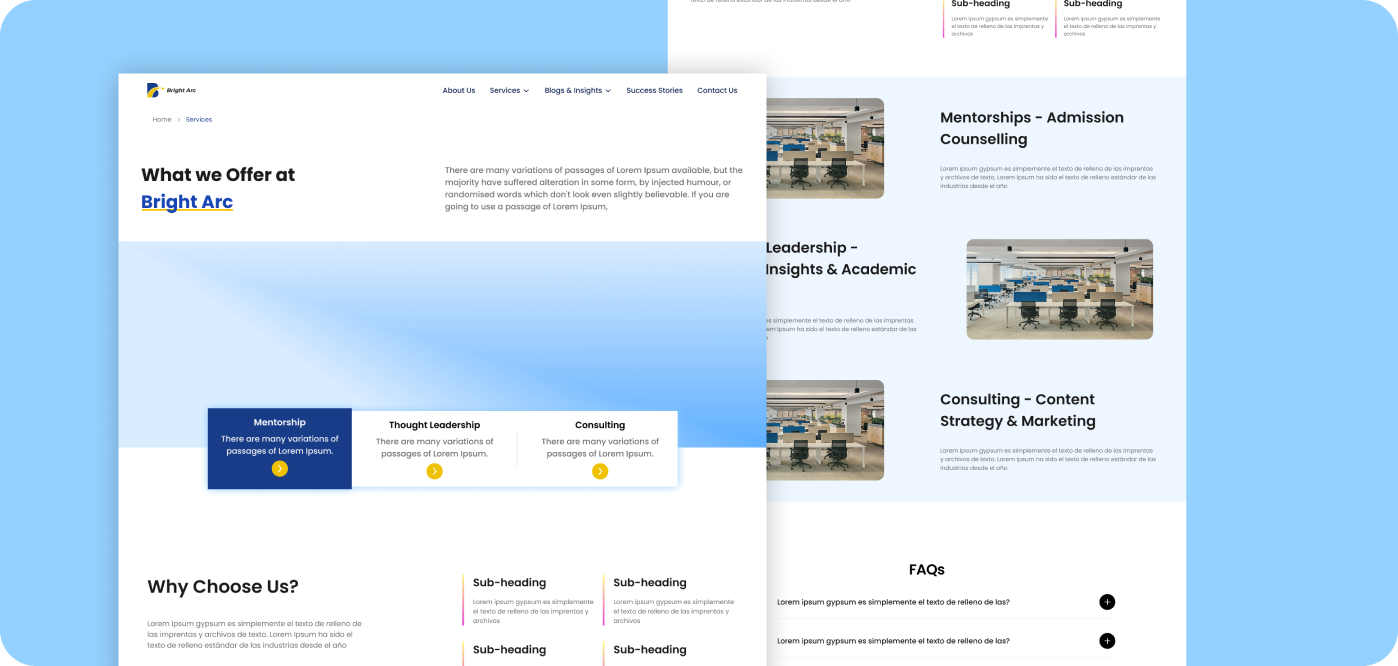 Bright Arc
About Us
Services
Blogs & Insights
Success Stories
Contact Us
Home
Services
What we Offer at
Bright Arc
There are many variations of passages of Lorem Ipsum available, but the
majority have suffered alteration in some form, by injected humour, or
randomised words which don't look even slightly believable. If you are
going to use a passage of Lorem Ipsum,
Mentorship
There are many variations of
passages of Lorem Ipsum.
Thought Leadership
There are many variations of
passages of Lorem Ipsum.
Consulting
There are many variations of
passages of Lorem Ipsum.
Why Choose Us?
Lorem ipsum gypsum es simplemente el texto de relleno de
las imprentas y archivos de texto. Lorem Ipsum ha sido el
texto de relleno estándar de las industrias desde el año
Sub-heading
Lorem ipsum gypsum es simplemente
el texto de relleno de las imprentas y
archivos
Sub-heading
Lorem ipsum gypsum es simplemente
el texto de relleno de las imprentas y
archivos
Sub-heading
Sub-heading
texto de relleno estándar de las industrias desde el año
Sub-heading
Lorem ipsum gypsum es simplemente
el texto de relleno de las imprentas y
archivos
Sub-heading
Lorem ipsum gypsum es simplemente
el texto de relleno de las imprentas y
archivos
Mentorships - Admission
Counselling
Lorem ipsum gypsum es simplemente el texto de relleno de las imprentas
y archivos de texto. Lorem Ipsum ha sido el texto de relleno estándar de las
industrias desde el año
Leadership -
Insights & Academic
es simplemente el texto de relleno de las imprentas
Ipsum ha sido el texto de relleno estándar de las
Consulting - Content
Strategy & Marketing
Lorem ipsum gypsum es simplemente el texto de relleno de las imprentas
y archivos de texto. Lorem Ipsum ha sido el texto de relleno estándar de las
industrias desde el año
FAQs
Lorem ipsum gypsum es simplemente el texto de relleno de las?
Lorem ipsum gypsum es simplemente el texto de relleno de las?